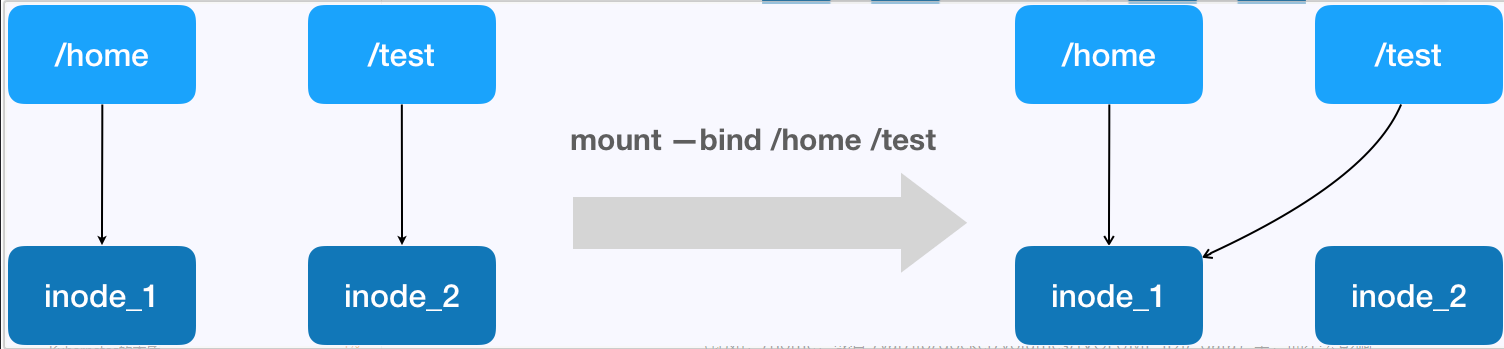 /home
/test
/home
/test
mount —bind /home /test
inode_1
inode_2
inode_1
inode_2